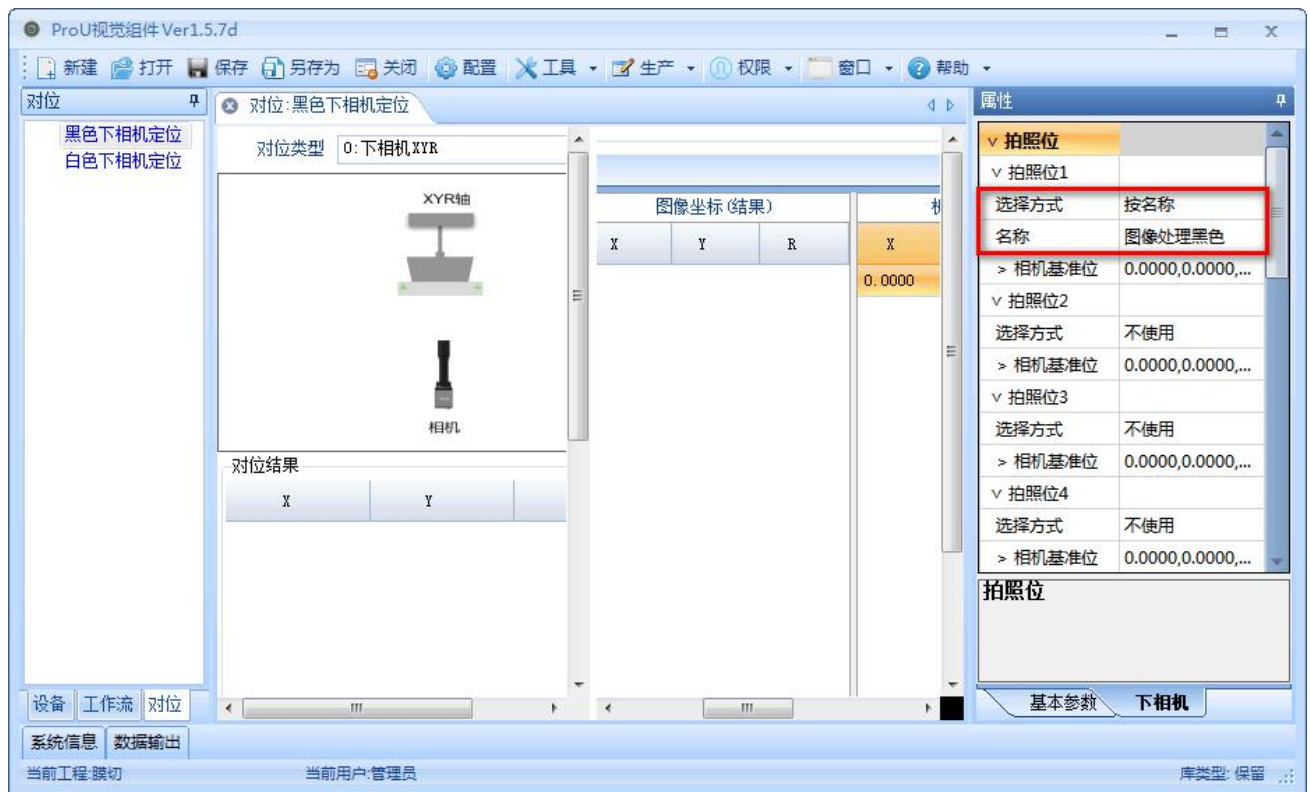 ProU视觉组件 Ver1.5.7d
新建 打开 保存 另存为 关闭 配置 工具 生产 权限 窗口 帮助
对位
黑色下相机定位
白色下相机定位
设备 工作流 对位
对位:黑色下相机定位
对位类型 0:下相机XYR
XYR轴
相机
对位结果
X Y
图像坐标(结果)
X Y R X
0.0000
属性
拍照位
拍照位1
选择方式 按名称
名称 图像处理黑色
> 相机基准位 0.0000,0.0000,...
拍照位2
选择方式 不使用
> 相机基准位 0.0000,0.0000,...
拍照位3
选择方式 不使用
> 相机基准位 0.0000,0.0000,...
拍照位4
选择方式 不使用
> 相机基准位 0.0000,0.0000,...
拍照位
基本参数 下相机
系统信息 数据输出
当前工程:膜切 当前用户:管理员 库类型: 保留